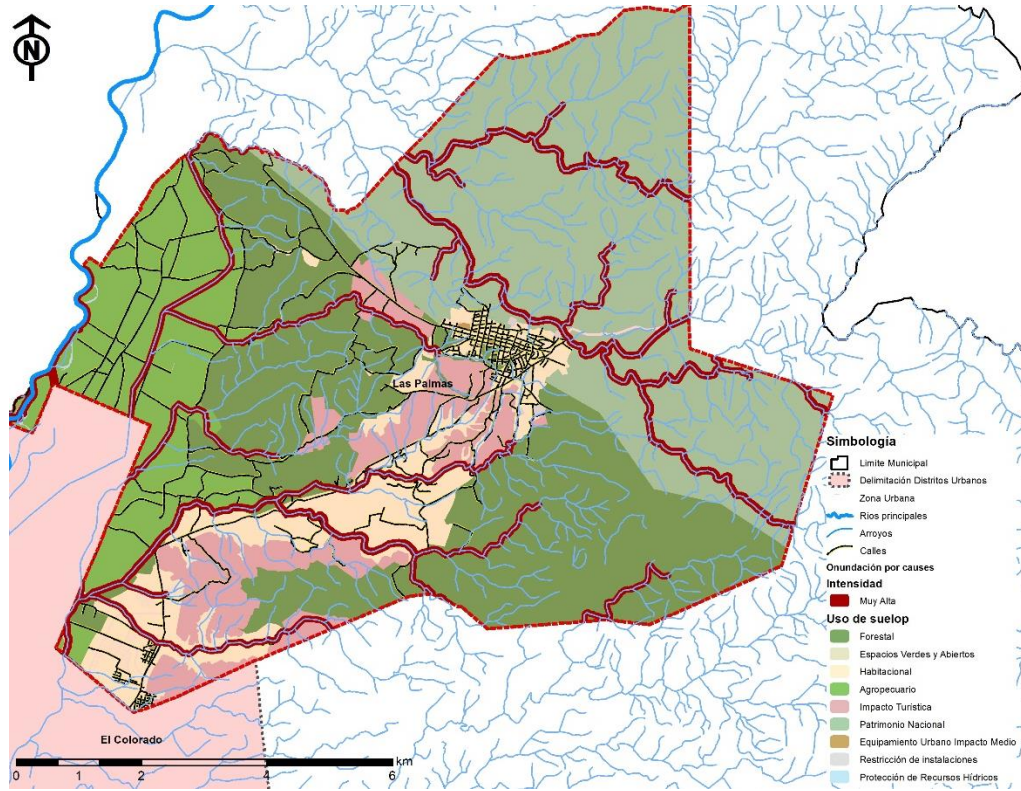 N
Las Palmas
El Colorado
0 1 2 4 6
km
Simbología
Limite Municipal
Delimitación Distritos Urbanos
Zona Urbana
Rios principales
Arroyos
Calles
Onundación por causes
Intensidad
Muy Alta
Uso de suelop
Forestal
Espacios Verdes y Abiertos
Habitacional
Agropecuario
Impacto Turística
Patrimonio Nacional
Equipamiento Urbano Impacto Medio
Restricción de instalaciones
Protección de Recursos Hídricos